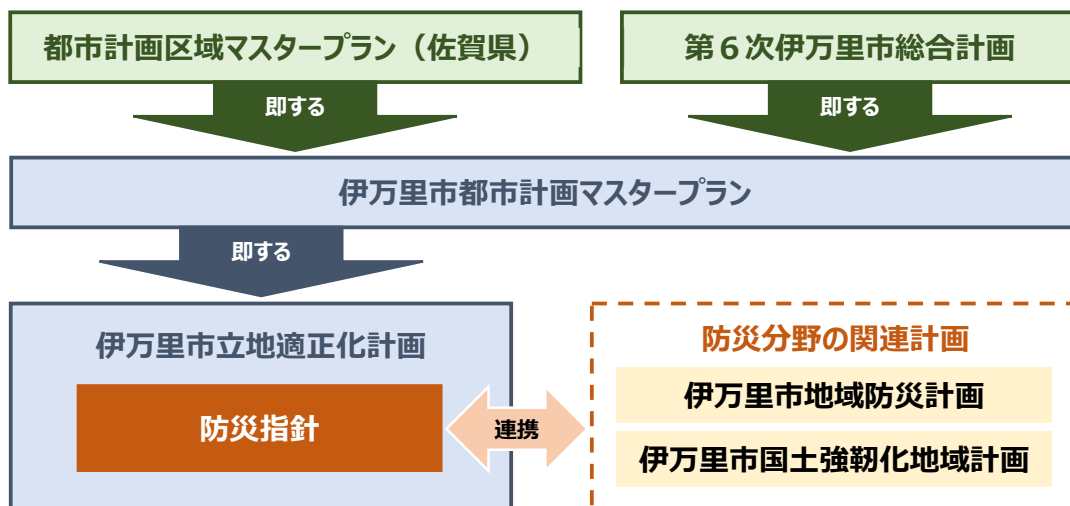 都市計画区域マスタープラン（佐賀県）
第６次伊万里市総合計画
即する
即する
伊万里市都市計画マスタープラン
即する
伊万里市立地適正化計画
防災指針
連携
防災分野の関連計画
伊万里市地域防災計画
伊万里市国土強靭化地域計画